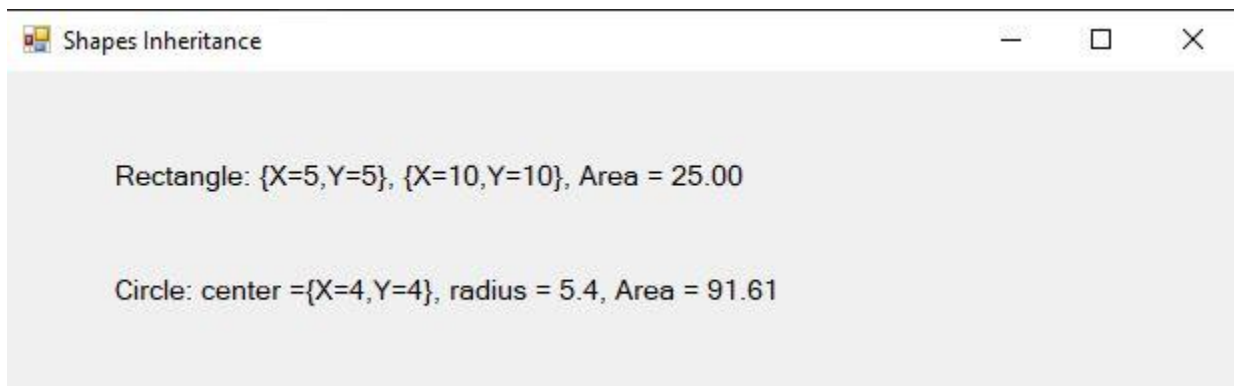 Shapes Inheritance
Rectangle: {X=5,Y=5}, {X=10,Y=10}, Area = 25.00
Circle: center ={X=4,Y=4}, radius = 5.4, Area = 91.61